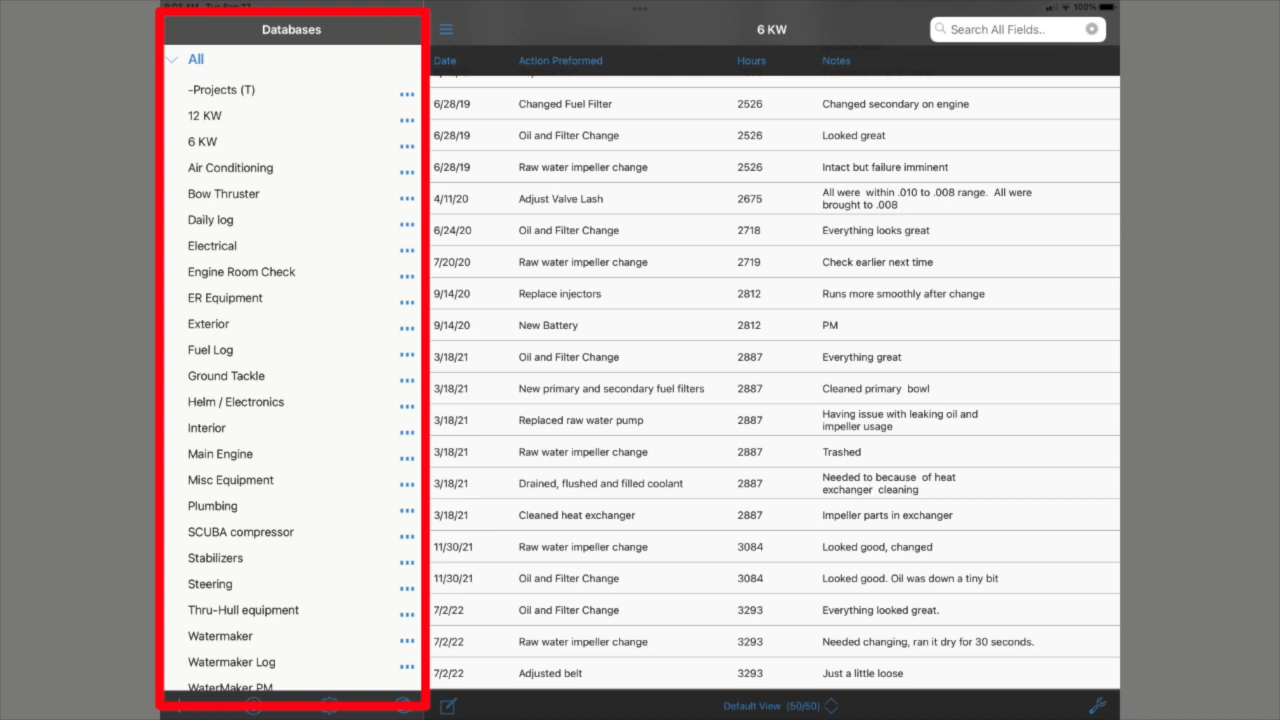 100%
Databases
6 KW
Search All Fields..
All
Date Action Preformed Hours Notes
-Projects (T)
12 KW
6 KW
Air Conditioning
Bow Thruster
Daily log
Electrical
Engine Room Check
ER Equipment
Exterior
Fuel Log
Ground Tackle
Helm / Electronics
Interior
Main Engine
Misc Equipment
Plumbing
SCUBA compressor
Stabilizers
Steering
Thru-Hull equipment
Watermaker
Watermaker Log
WaterMaker PM
6/28/19 Changed Fuel Filter 2526 Changed secondary on engine
6/28/19 Oil and Filter Change 2526 Looked great
6/28/19 Raw water impeller change 2526 Intact but failure imminent
4/11/20 Adjust Valve Lash 2675 All were within .010 to .008 range. All were
brought to .008
6/24/20 Oil and Filter Change 2718 Everything looks great
7/20/20 Raw water impeller change 2719 Check earlier next time
9/14/20 Replace injectors 2812 Runs more smoothly after change
9/14/20 New Battery 2812 PM
3/18/21 Oil and Filter Change 2887 Everything great
3/18/21 New primary and secondary fuel filters 2887 Cleaned primary bowl
3/18/21 Replaced raw water pump 2887 Having issue with leaking oil and
impeller usage
3/18/21 Raw water impeller change 2887 Trashed
3/18/21 Drained, flushed and filled coolant 2887 Needed to because of heat
exchanger cleaning
3/18/21 Cleaned heat exchanger 2887 Impeller parts in exchanger
11/30/21 Raw water impeller change 3084 Looked good, changed
11/30/21 Oil and Filter Change 3084 Looked good. Oil was down a tiny bit
7/2/22 Oil and Filter Change 3293 Everything looked great.
7/2/22 Raw water impeller change 3293 Needed changing, ran it dry for 30 seconds.
7/2/22 Adjusted belt 3293 Just a little loose
Default View (50/50)